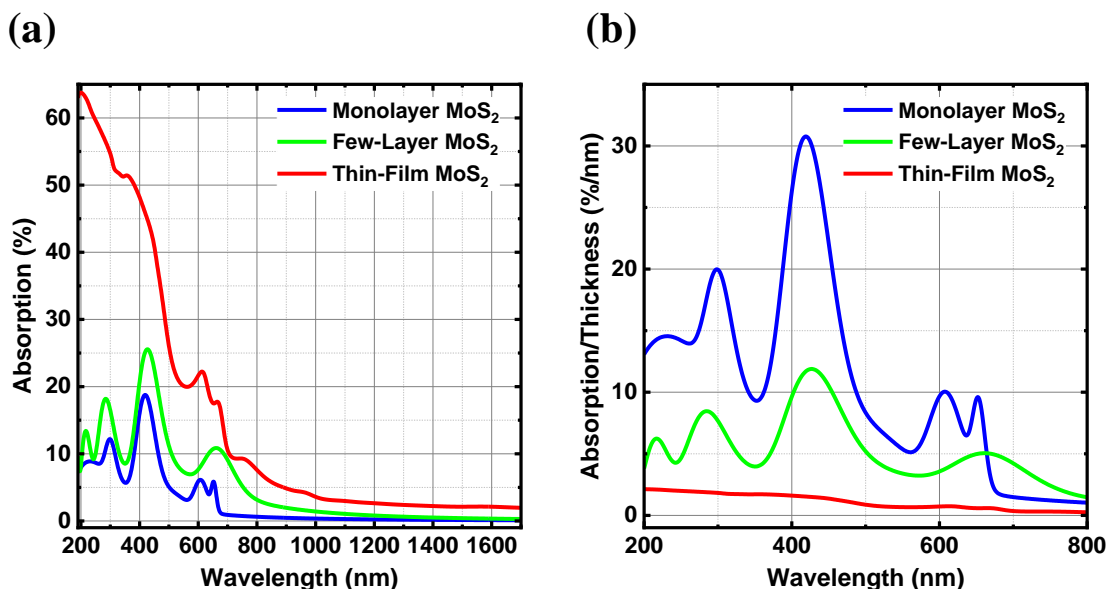 (a)
60
50
40
30
20
10
0
Absorption (%)
Monolayer MoS₂
Few-Layer MoS₂
Thin-Film MoS₂
200 400 600 800 1000 1200 1400 1600
Wavelength (nm)
(b)
30
20
10
0
Absorption/Thickness (%/nm)
Monolayer MoS₂
Few-Layer MoS₂
Thin-Film MoS₂
200 400 600 800
Wavelength (nm)